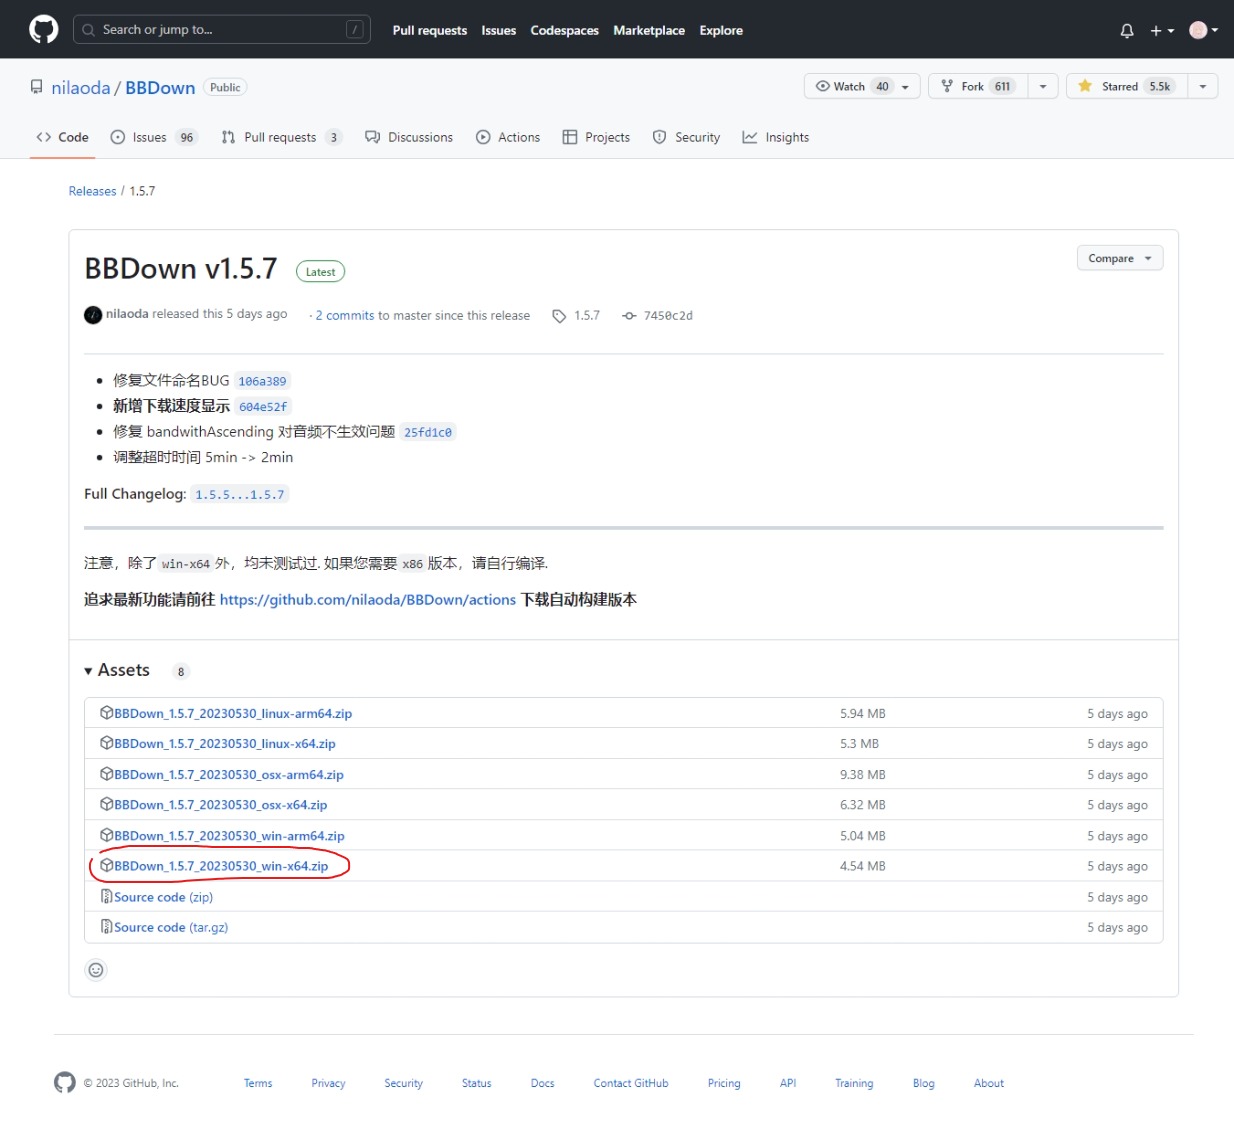 Search or jump to... /
Pull requests Issues Codespaces Marketplace Explore
nilaoda / BBDown Public
Watch 40 Fork 611 Starred 5.5k
Code Issues 96 Pull requests 3 Discussions Actions Projects Security Insights
Releases / 1.5.7
BBDown v1.5.7 Latest
Compare
nilaoda released this 5 days ago · 2 commits to master since this release 1.5.7 7450c2d
修复文件命名BUG 106a389
新增下载速度显示 604e52f
修复 bandwithAscending 对音频不生效问题 25fd1c0
调整超时时间 5min -> 2min
Full Changelog: 1.5.5...1.5.7
注意，除了 win-x64 外，均未测试过. 如果您需要 x86 版本，请自行编译.
追求最新功能请前往 https://github.com/nilaoda/BBDown/actions 下载自动构建版本
Assets 8
BBDown_1.5.7_20230530_linux-arm64.zip 5.94 MB 5 days ago
BBDown_1.5.7_20230530_linux-x64.zip 5.3 MB 5 days ago
BBDown_1.5.7_20230530_osx-arm64.zip 9.38 MB 5 days ago
BBDown_1.5.7_20230530_osx-x64.zip 6.32 MB 5 days ago
BBDown_1.5.7_20230530_win-arm64.zip 5.04 MB 5 days ago
BBDown_1.5.7_20230530_win-x64.zip 4.54 MB 5 days ago
Source code (zip) 5 days ago
Source code (tar.gz) 5 days ago
© 2023 GitHub, Inc. Terms Privacy Security Status Docs Contact GitHub Pricing API Training Blog About